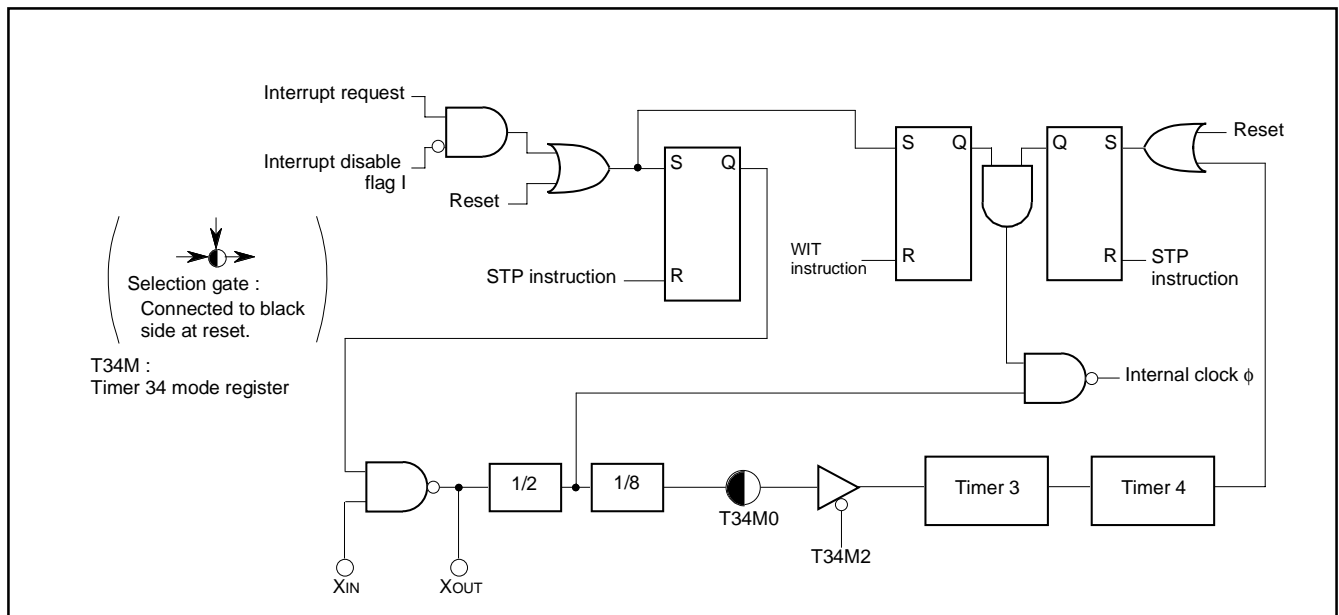 Interrupt request
Interrupt disable
flag I
Reset
S Q
R
STP instruction
S Q
R
WIT
instruction
Q S
R
Reset
STP
instruction
Selection gate :
Connected to black
side at reset.
T34M :
Timer 34 mode register
Internal clock ϕ
1/2
1/8
T34M0
T34M2
Timer 3
Timer 4
XIN
XOUT